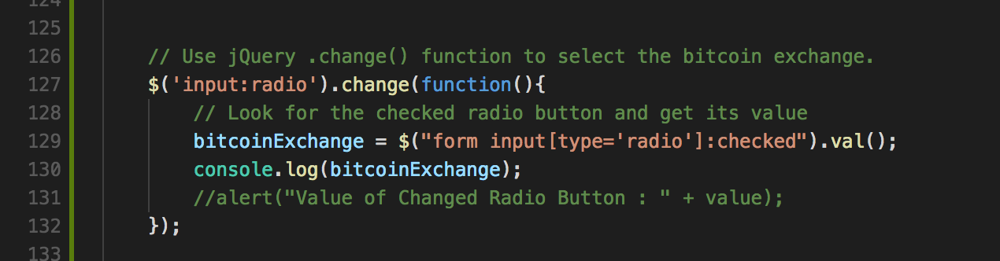 124
125
126 // Use jQuery .change() function to select the bitcoin exchange.
127 $('input:radio').change(function(){
128 // Look for the checked radio button and get its value
129 bitcoinExchange = $("form input[type='radio']:checked").val();
130 console.log(bitcoinExchange);
131 //alert("Value of Changed Radio Button : " + value);
132 });
133